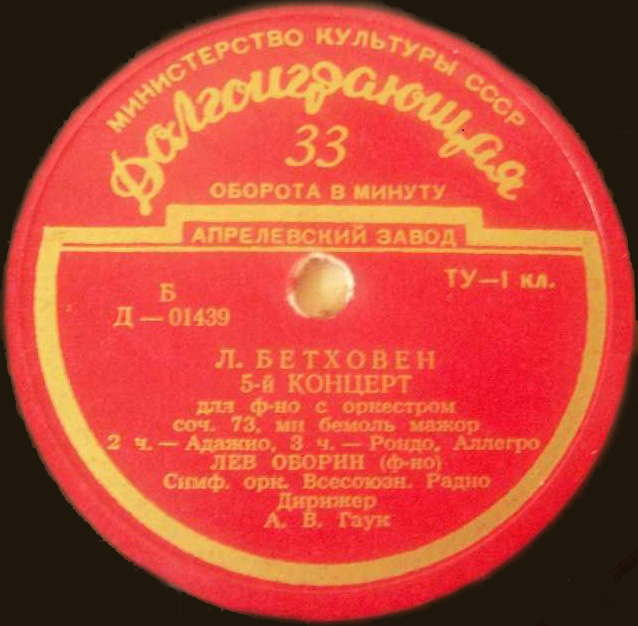 МИНИСТЕРСТВО КУЛЬТУРЫ СССР
Долгоиграющая
33
ОБОРОТА В МИНУТУ
АПРЕЛЕВСКИЙ ЗАВОД
Б
Д — 01439
ТУ—1 кл.
Л. БЕТХОВЕН
5-й КОНЦЕРТ
для ф-но с оркестром
соч. 73, ми бемоль мажор
2 ч. — Адажио, 3 ч. — Рондо, Аллегро
ЛЕВ ОБОРИН (ф-но)
Симф. орк. Всесоюзн. Радио
Дирижер
А. В. Гаук